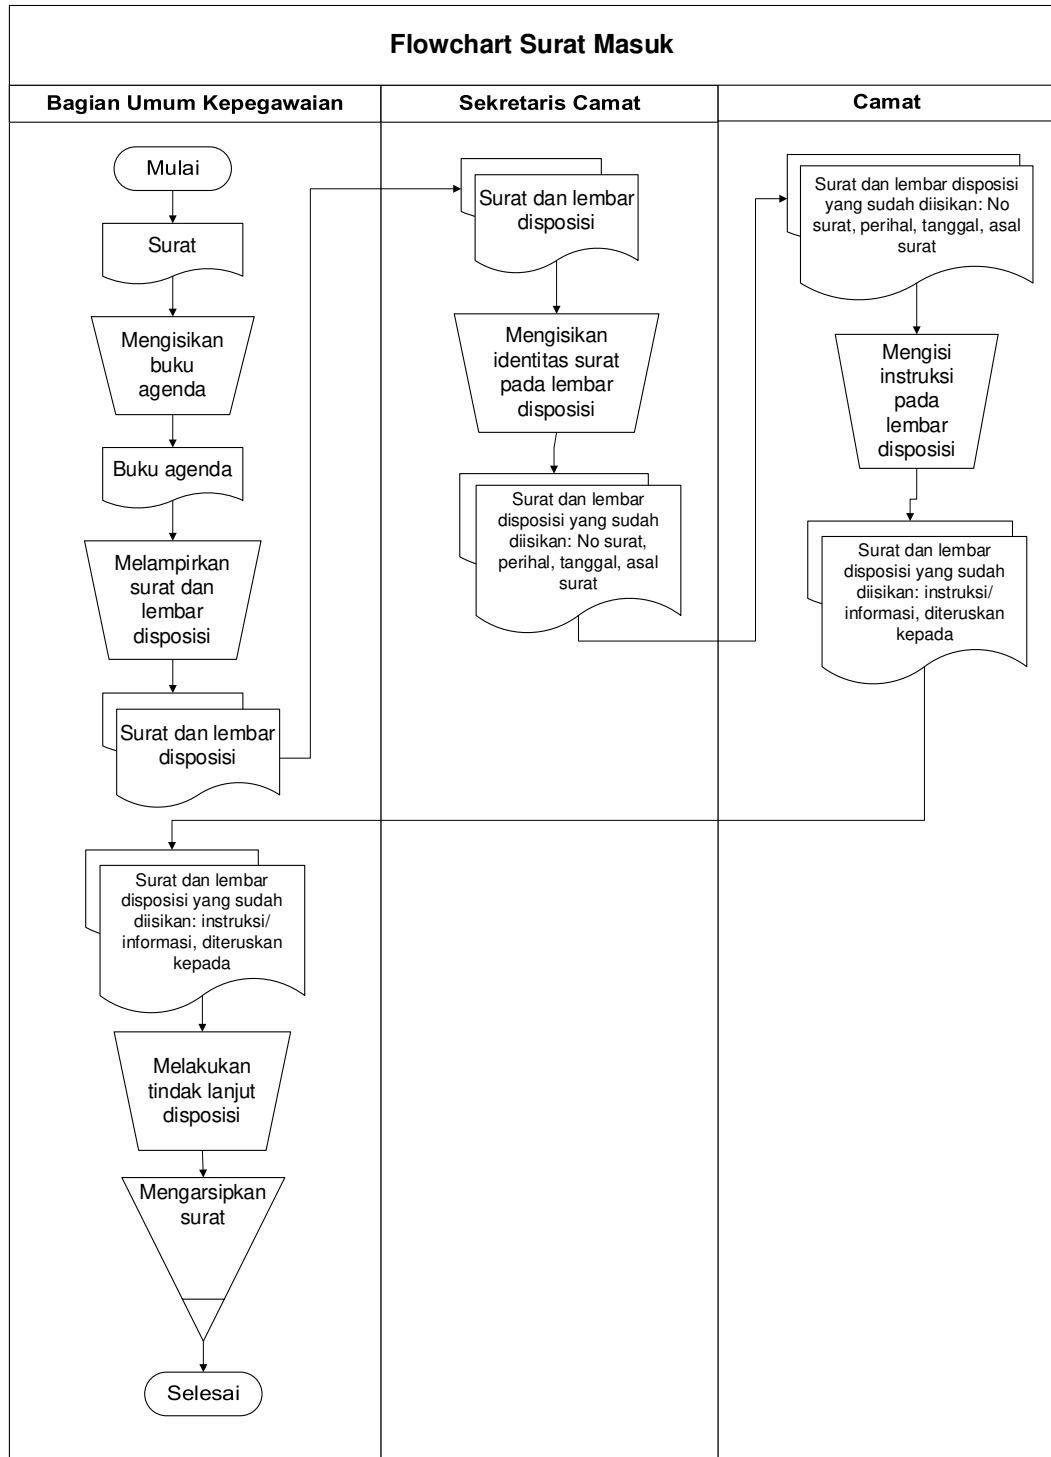 Flowchart Surat Masuk
Bagian Umum Kepegawaian
Sekretaris Camat
Camat
Mulai
Surat
Mengisikan
buku
agenda
Buku agenda
Melampirkan
surat dan
lembar
disposisi
Surat dan lembar
disposisi
Surat dan lembar
disposisi
Mengisikan
identitas surat
pada lembar
disposisi
Surat dan lembar
disposisi yang sudah
diisikan: No surat,
perihal, tanggal, asal
surat
Surat dan lembar disposisi
yang sudah diisikan: No
surat, perihal, tanggal, asal
surat
Mengisi
instruksi
pada
lembar
disposisi
Surat dan lembar
disposisi yang sudah
diisikan: instruksi/
informasi, diteruskan
kepada
Surat dan lembar
disposisi yang sudah
diisikan: instruksi/
informasi, diteruskan
kepada
Melakukan
tindak lanjut
disposisi
Mengarsipkan
surat
Selesai